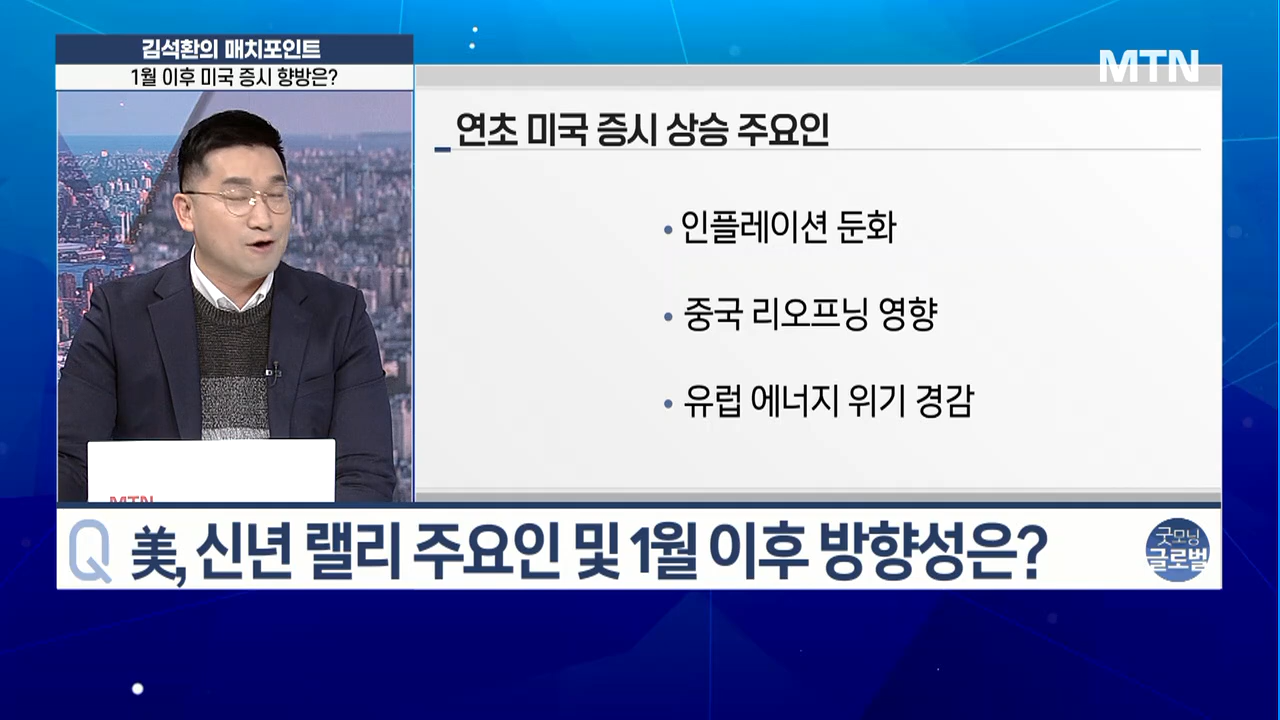 김석환의 매치포인트
1월 이후 미국 증시 향방은?
MTN
연초 미국 증시 상승 주요인
• 인플레이션 둔화
• 중국 리오프닝 영향
• 유럽 에너지 위기 경감
MTN
Q 美, 신년 랠리 주요인 및 1월 이후 방향성은?
굿모닝
글로벌